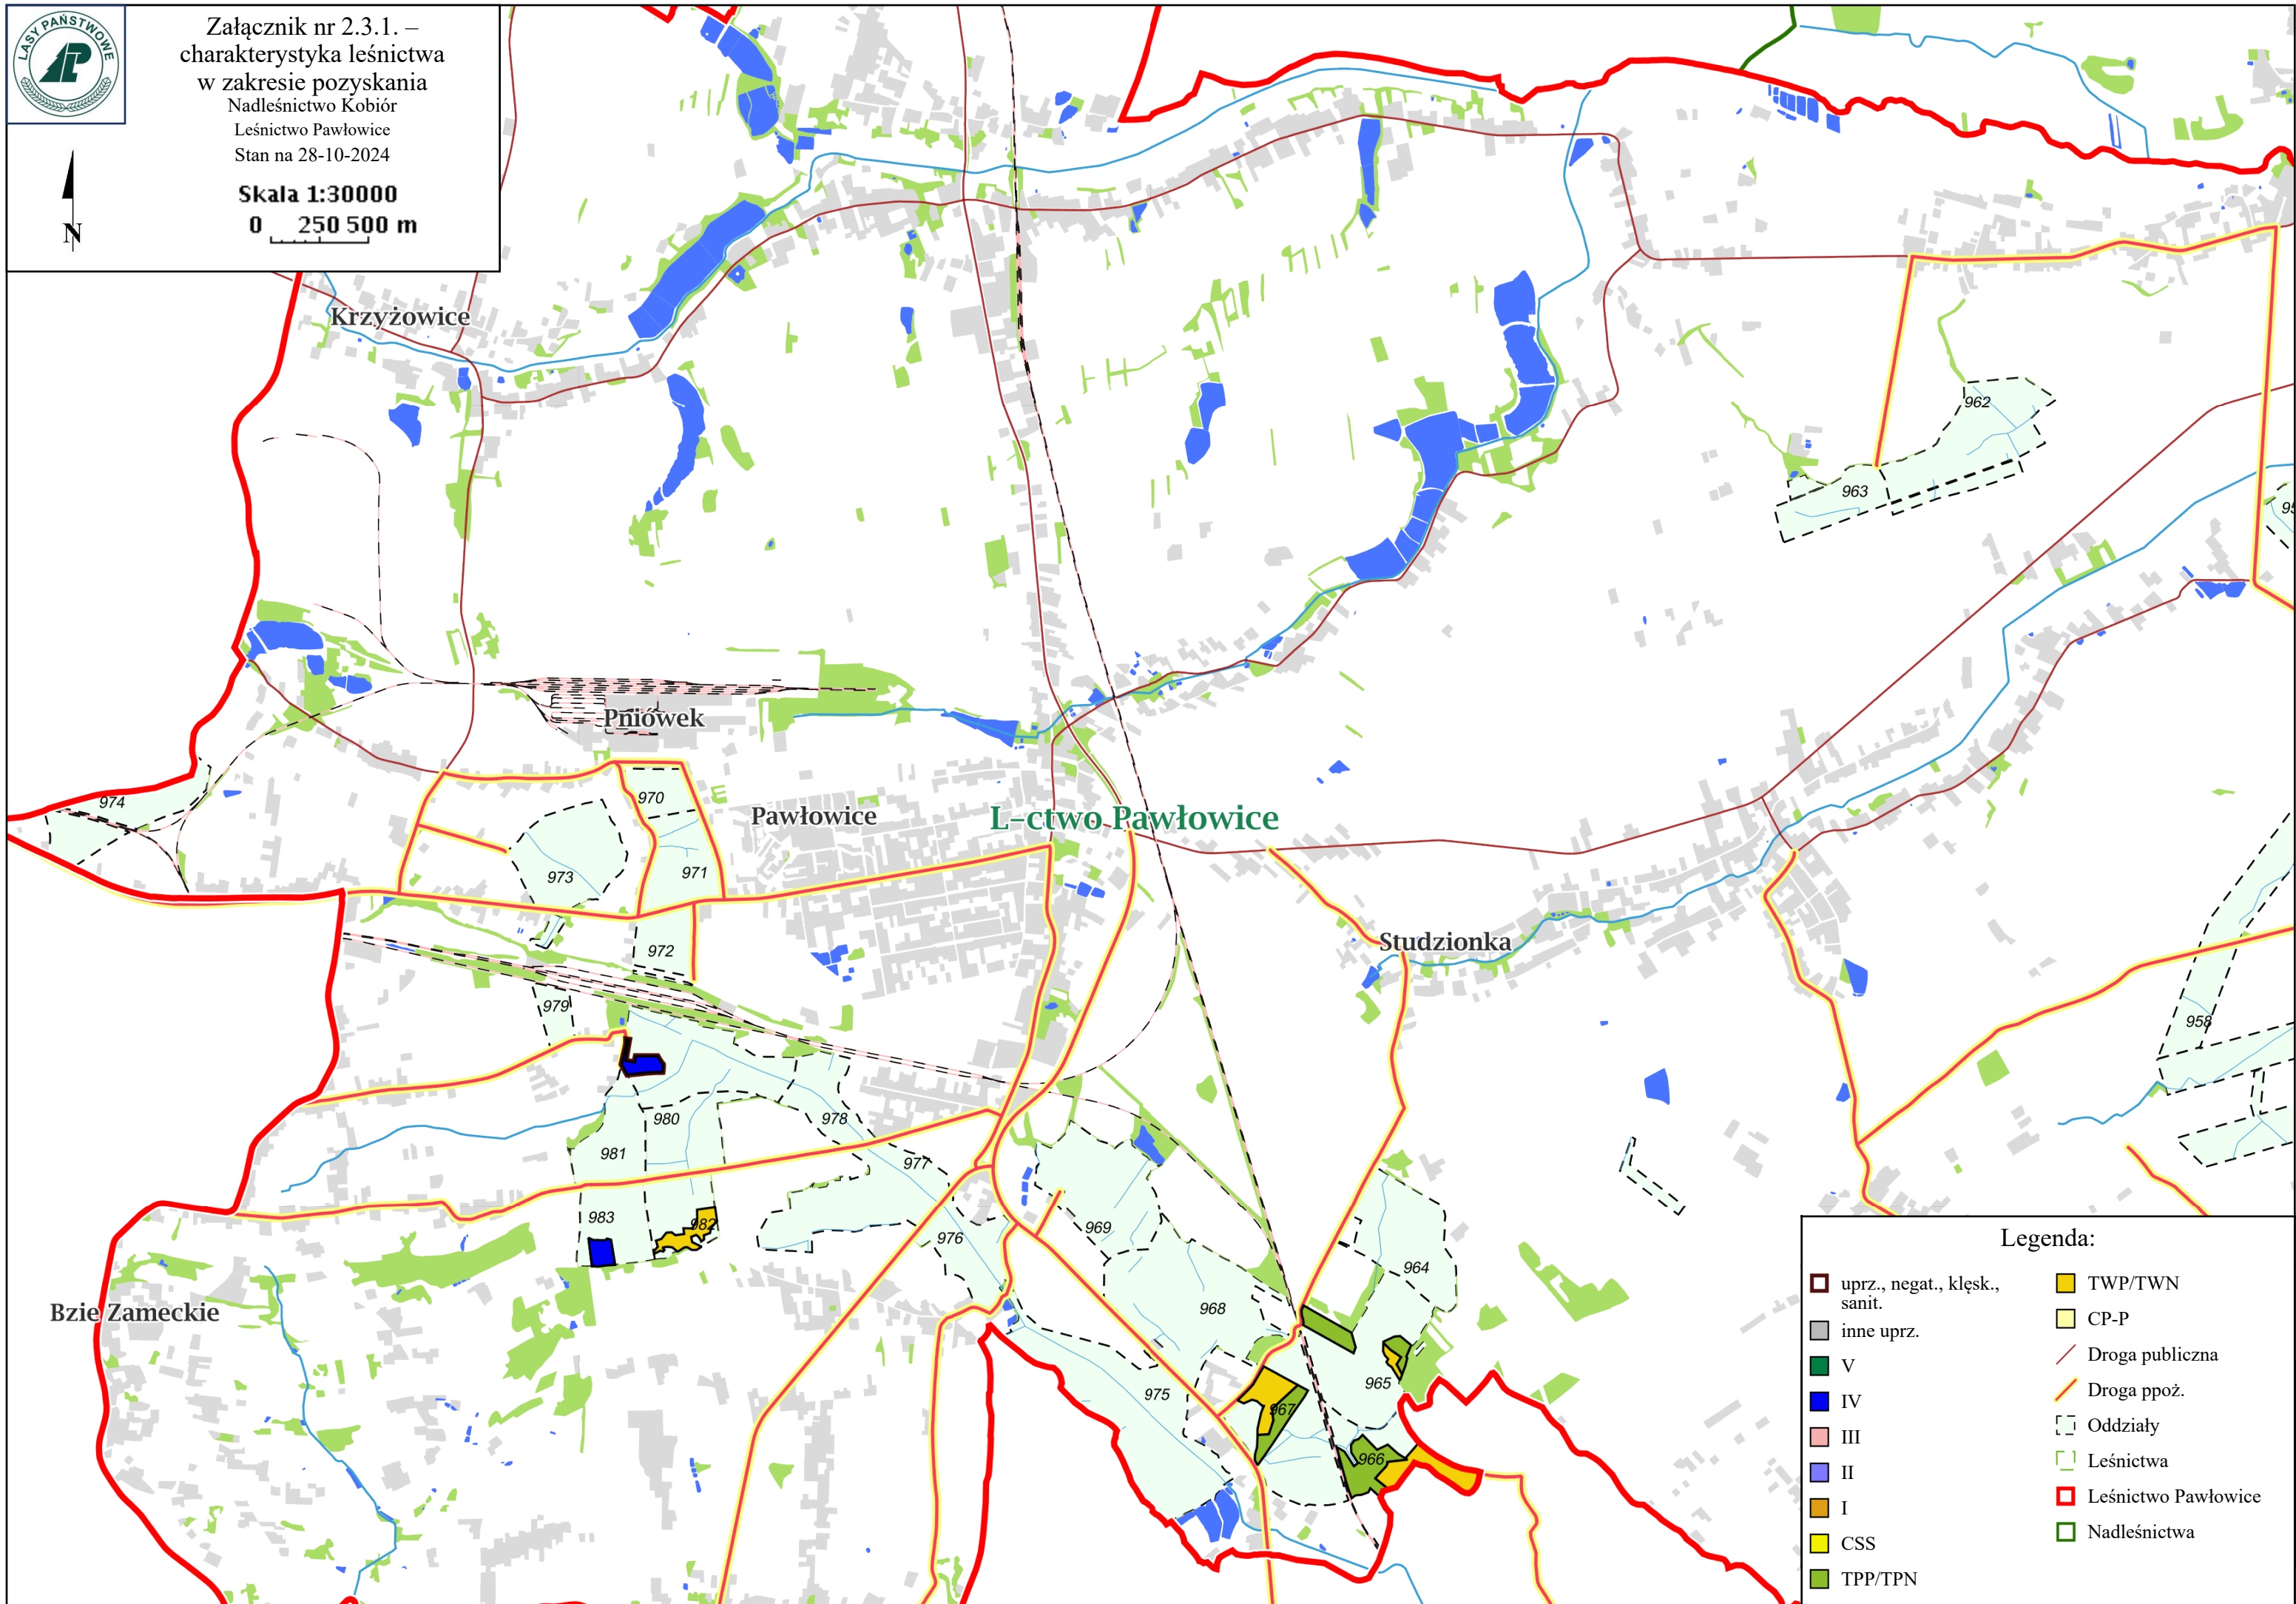 LASY PAŃSTWOWE
LP
Załącznik nr 2.3.1. –
charakterystyka leśnictwa
w zakresie pozyskania
Nadleśnictwo Kobiór
Leśnictwo Pawłowice
Stan na 28-10-2024
Skala 1:30000
0 250 500 m
N
Krzyżowice
962
963
95
Pniówek
974
970
Pawłowice
L-ctwo Pawłowice
973
971
972
Studzionka
979
958
980
978
981
977
983
982
976
969
964
968
Bzie Zameckie
975
965
967
966
Legenda:
uprz., negat., klęsk.,
sanit.
inne uprz.
V
IV
III
II
I
CSS
TPP/TPN
TWP/TWN
CP-P
Droga publiczna
Droga ppoż.
Oddziały
Leśnictwa
Leśnictwo Pawłowice
Nadleśnictwa